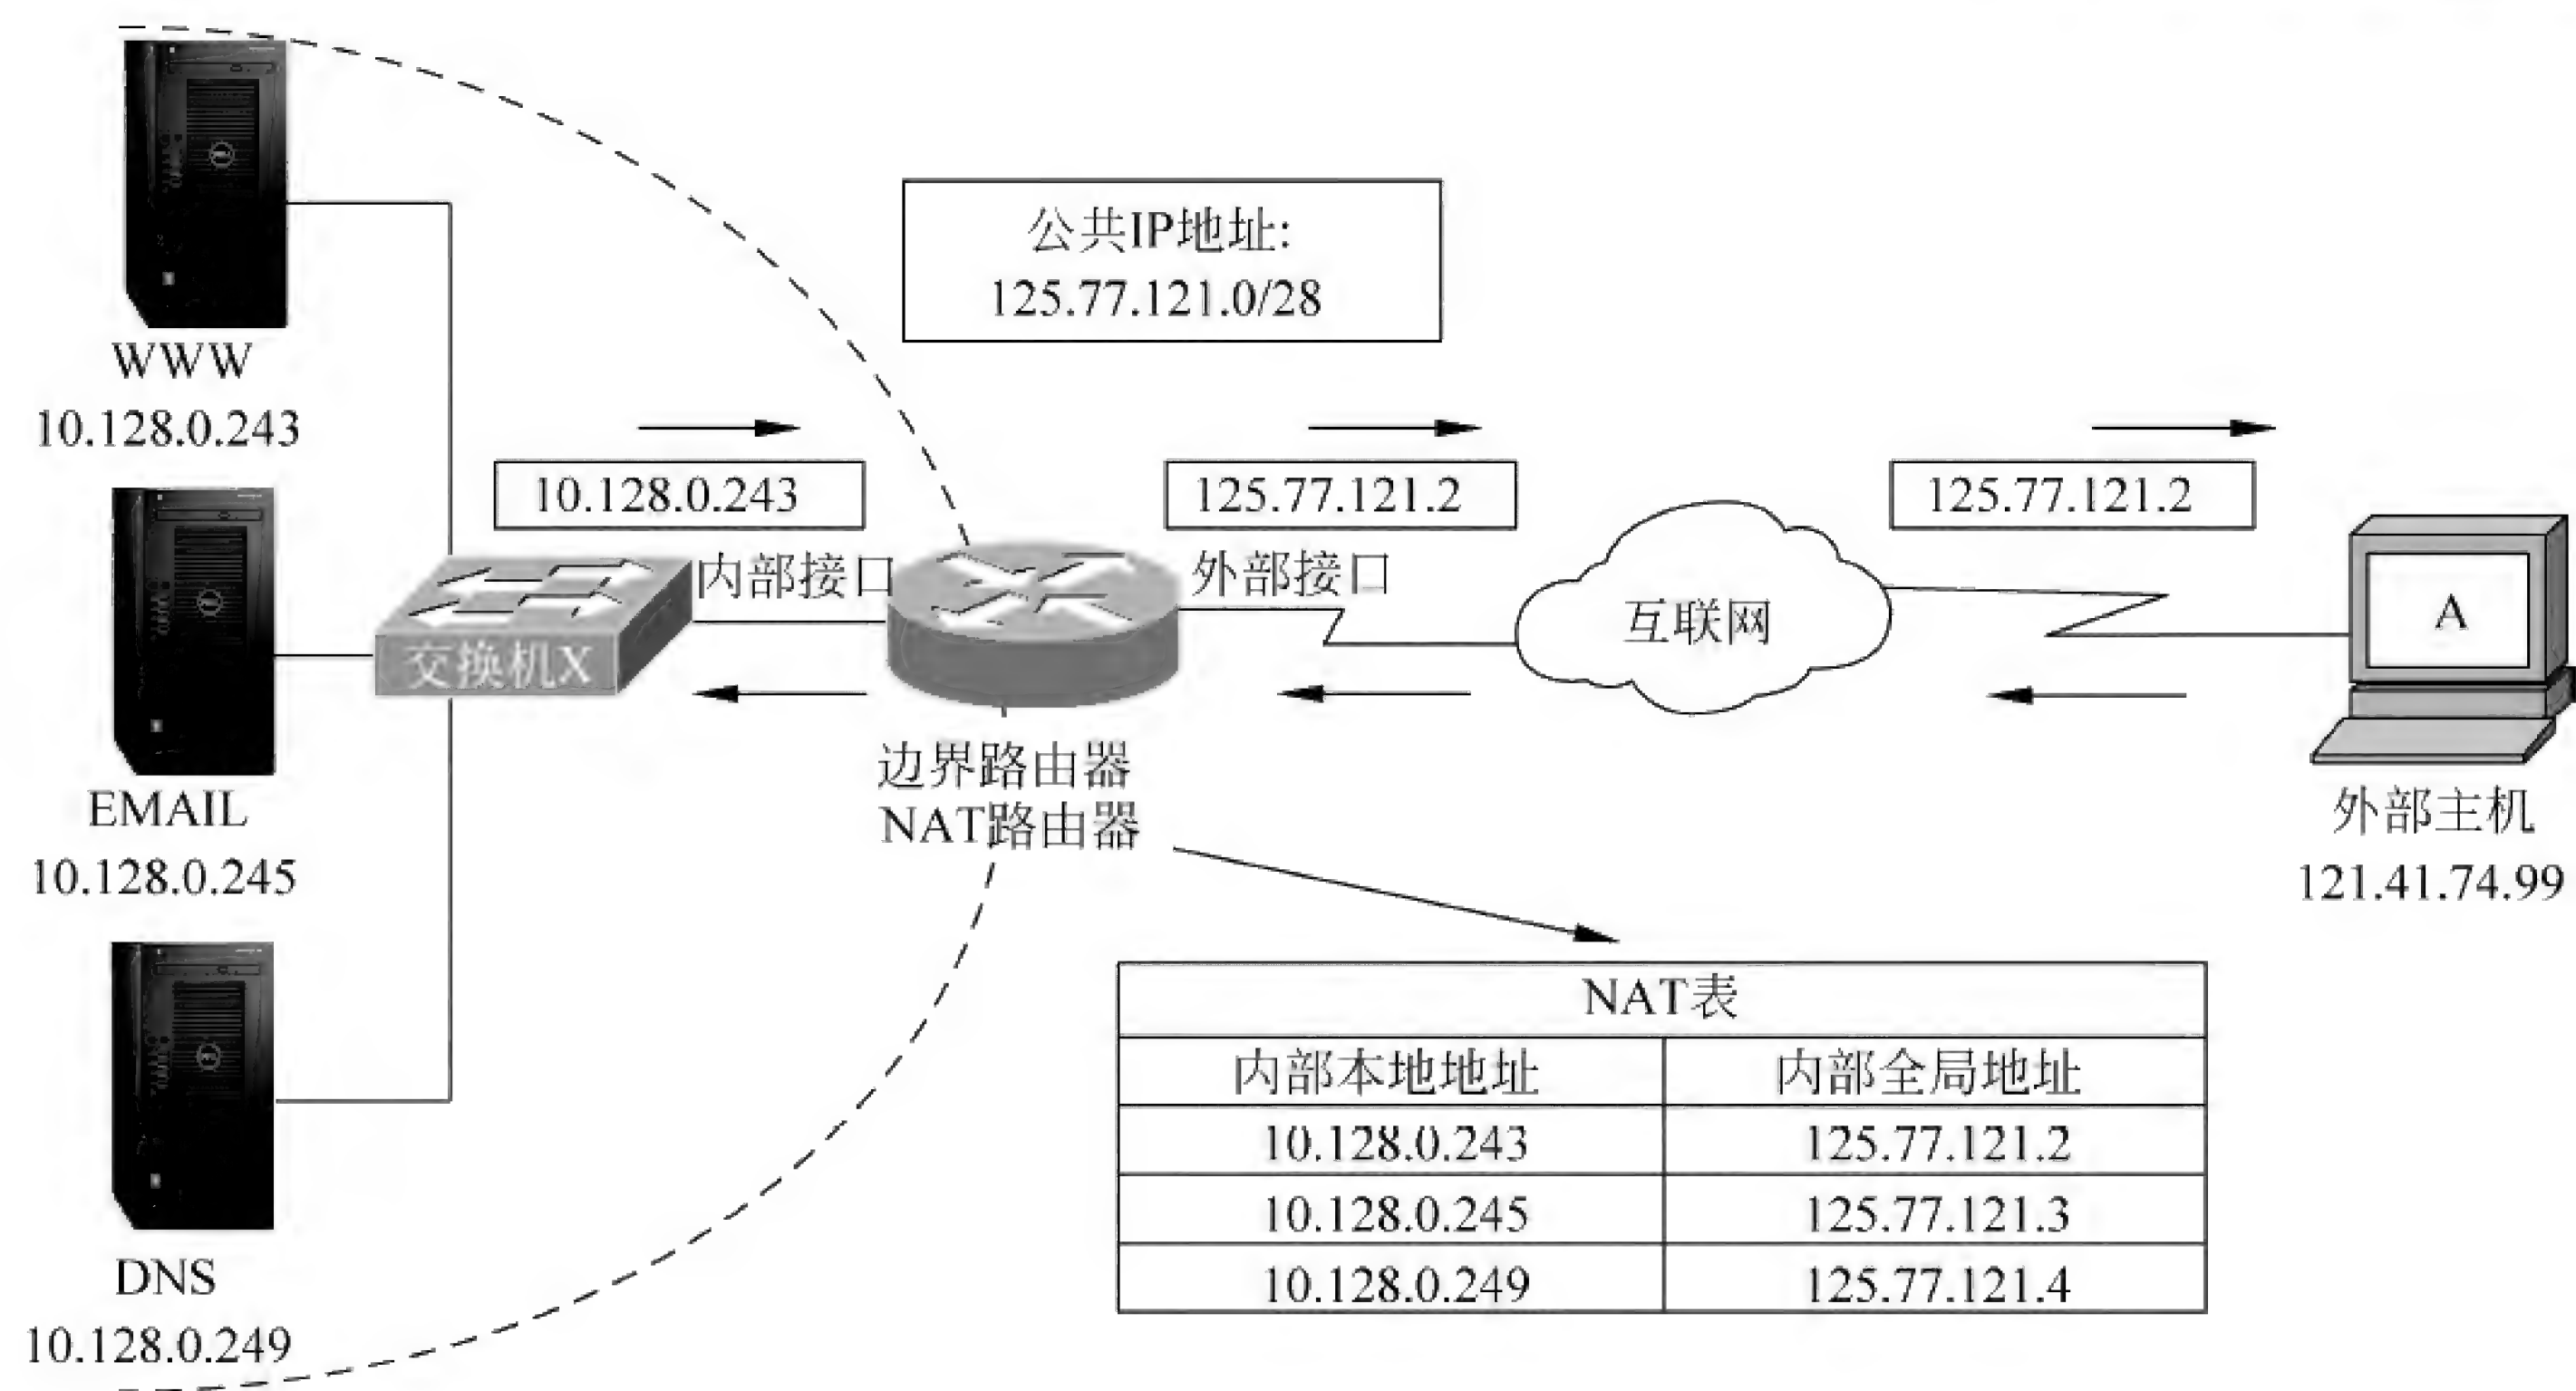 公共IP地址:
125.77.121.0/28
WWW
10.128.0.243
10.128.0.243
125.77.121.2
125.77.121.2
内部接口
外部接口
交换机X
互联网
A
EMAIL
10.128.0.245
边界路由器
NAT路由器
外部主机
121.41.74.99
DNS
10.128.0.249
NAT表
内部本地地址
内部全局地址
10.128.0.243
125.77.121.2
10.128.0.245
125.77.121.3
10.128.0.249
125.77.121.4